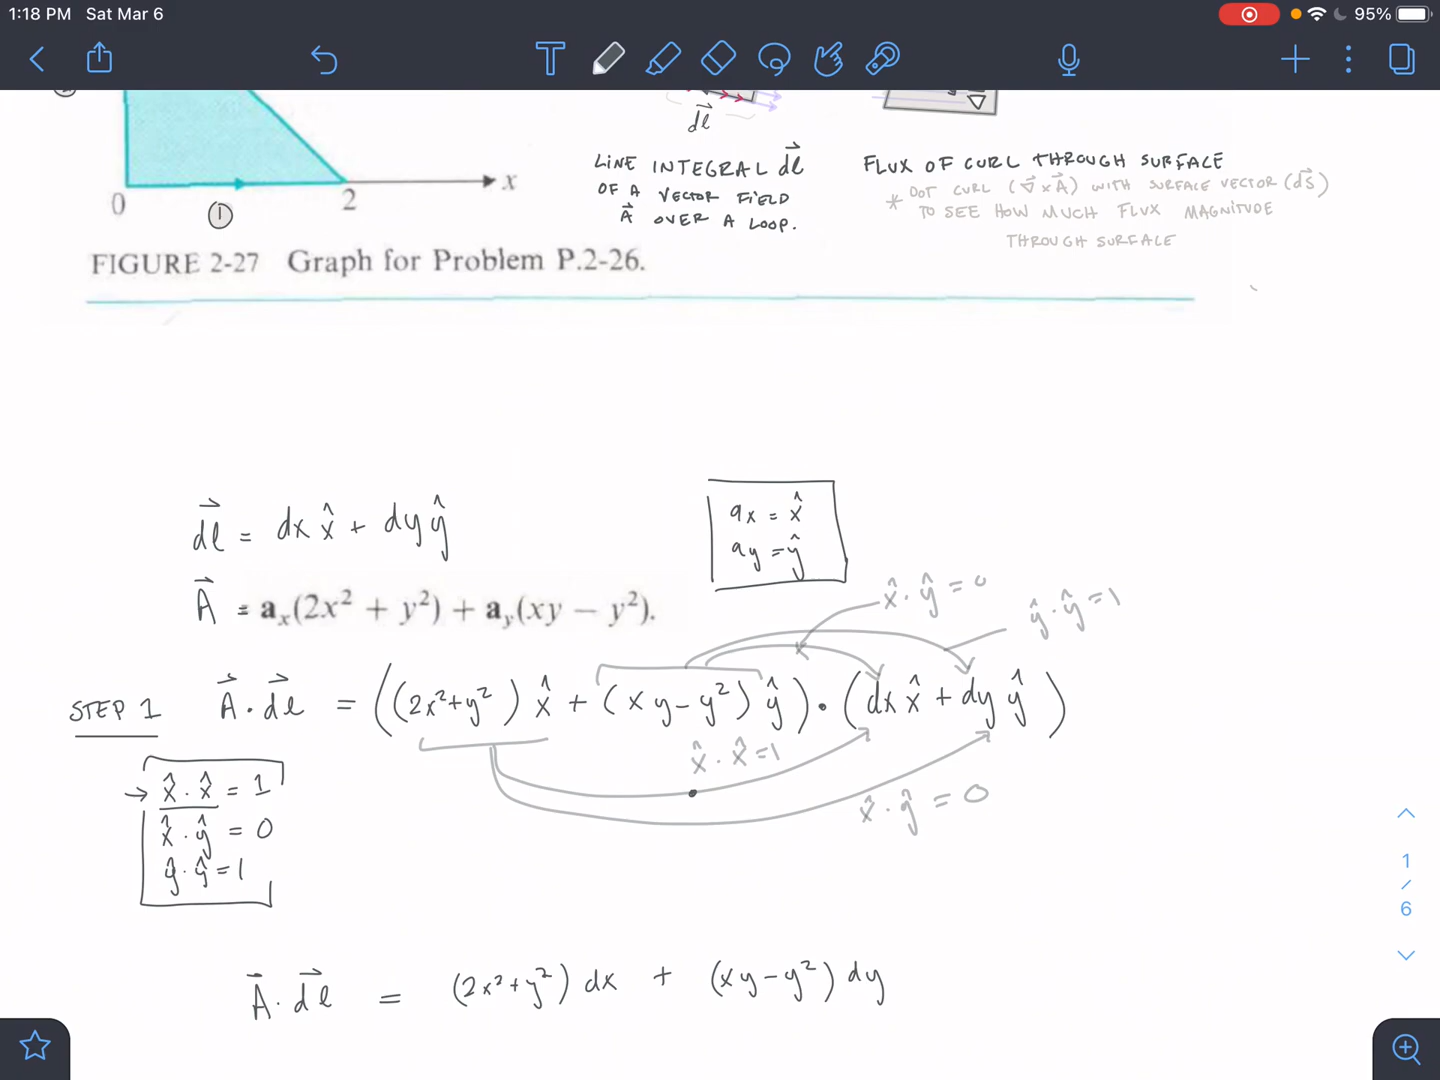 1:18 PM Sat Mar 6
95%
T
dl
0
2
x
①
LINE INTEGRAL dl
OF A VECTOR FIELD
A OVER A LOOP.
FLUX OF CURL THROUGH SURFACE
* DOT CURL (∇×A) WITH SURFACE VECTOR (ds)
TO SEE HOW MUCH FLUX MAGNITUDE
THROUGH SURFACE
FIGURE 2-27 Graph for Problem P.2-26.
dl = dx x̂ + dy ŷ
ax = x̂
ay = ŷ
A = aₓ(2x² + y²) + aᵧ(xy − y²).
x̂ · ŷ = 0
ŷ · ŷ = 1
STEP 1 A · dl = ((2x²+y²) x̂ + (xy−y²) ŷ) · (dx x̂ + dy ŷ)
x̂ · x̂ = 1
x̂ · ŷ = 0
→ x̂ · x̂ = 1
x̂ · ŷ = 0
ŷ · ŷ = 1
1
/
6
A · dl = (2x²+y²) dx + (xy−y²) dy